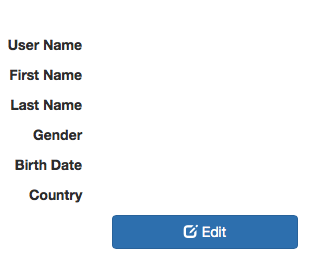 User Name
First Name
Last Name
Gender
Birth Date
Country
Edit